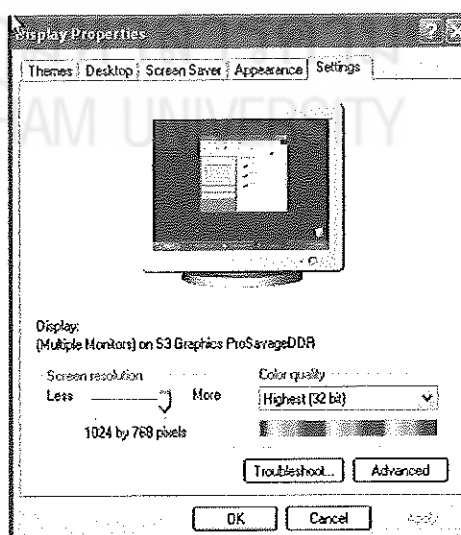 Display Properties
Themes Desktop Screen Saver Appearance Settings
HAM UNIVERSITY
Display:
(Multiple Monitors) on S3 Graphics ProSavageDDR
Screen resolution Color quality
Less More Highest (32 bit)
1024 by 768 pixels
Troubleshoot... Advanced
OK Cancel Apply